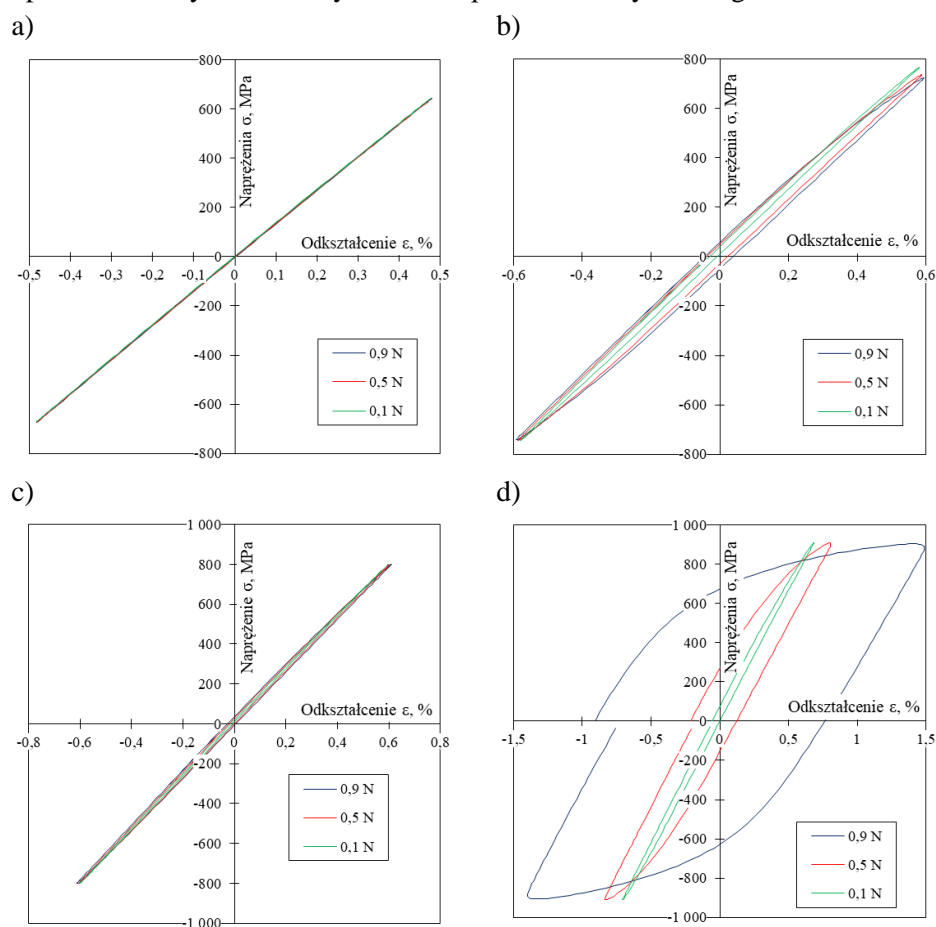 a)
800
600
400
200
0
-200
-400
-600
-800
Naprężenia σ, MPa
Odkształcenie ε, %
-0,5 -0,4 -0,3 -0,2 -0,1 0 0,1 0,2 0,3 0,4 0,5
0,9 N
0,5 N
0,1 N
b)
800
600
400
200
0
-200
-400
-600
-800
Naprężenia σ, MPa
Odkształcenie ε, %
-0,6 -0,4 -0,2 0 0,2 0,4 0,6
0,9 N
0,5 N
0,1 N
c)
1 000
800
600
400
200
0
-200
-400
-600
-800
-1 000
Naprężenie σ, MPa
Odkształcenie ε, %
-0,8 -0,6 -0,4 -0,2 0 0,2 0,4 0,6 0,8
0,9 N
0,5 N
0,1 N
d)
1 000
800
600
400
200
0
-200
-400
-600
-800
-1 000
Naprężenia σ, MPa
Odkształcenie ε, %
-1,5 -1 -0,5 0 0,5 1 1,5
0,9 N
0,5 N
0,1 N